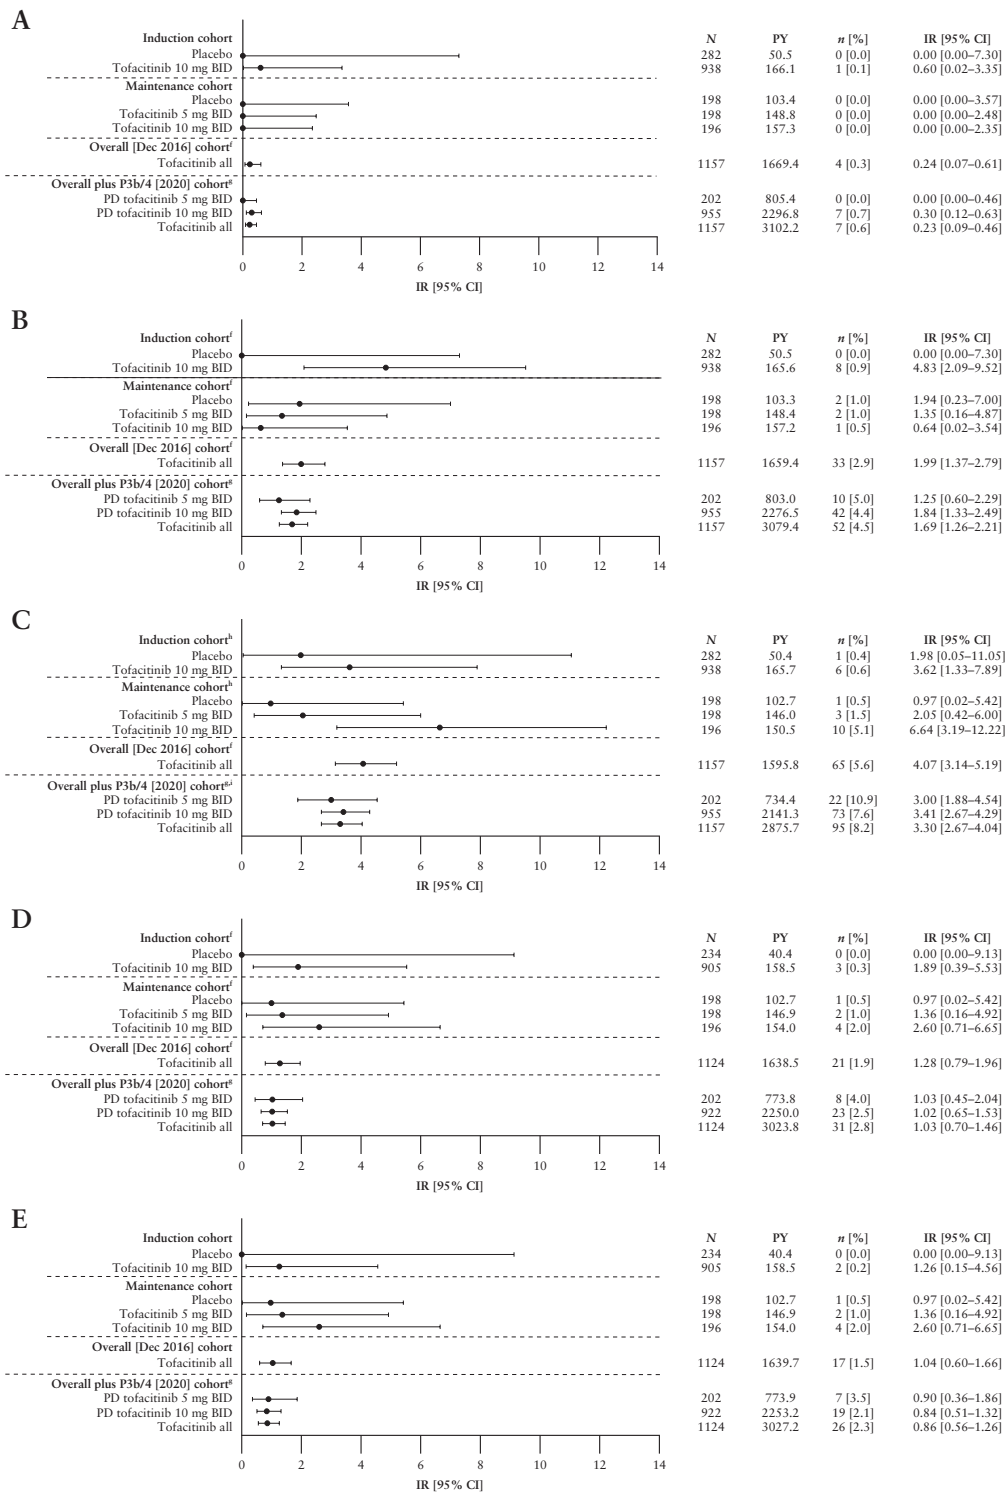 A
Induction cohort N PY n [%] IR [95% CI]
Placebo 282 50.5 0 [0.0] 0.00 [0.00–7.30]
Tofacitinib 10 mg BID 938 166.1 1 [0.1] 0.60 [0.02–3.35]
Maintenance cohort
Placebo 198 103.4 0 [0.0] 0.00 [0.00–3.57]
Tofacitinib 5 mg BID 198 148.8 0 [0.0] 0.00 [0.00–2.48]
Tofacitinib 10 mg BID 196 157.3 0 [0.0] 0.00 [0.00–2.35]
Overall [Dec 2016] cohortᶠ
Tofacitinib all 1157 1669.4 4 [0.3] 0.24 [0.07–0.61]
Overall plus P3b/4 [2020] cohortᵍ
PD tofacitinib 5 mg BID 202 805.4 0 [0.0] 0.00 [0.00–0.46]
PD tofacitinib 10 mg BID 955 2296.8 7 [0.7] 0.30 [0.12–0.63]
Tofacitinib all 1157 3102.2 7 [0.6] 0.23 [0.09–0.46]
0 2 4 6 8 10 12 14
IR [95% CI]
B
Induction cohortᶠ N PY n [%] IR [95% CI]
Placebo 282 50.5 0 [0.0] 0.00 [0.00–7.30]
Tofacitinib 10 mg BID 938 165.6 8 [0.9] 4.83 [2.09–9.52]
Maintenance cohortᶠ
Placebo 198 103.3 2 [1.0] 1.94 [0.23–7.00]
Tofacitinib 5 mg BID 198 148.4 2 [1.0] 1.35 [0.16–4.87]
Tofacitinib 10 mg BID 196 157.2 1 [0.5] 0.64 [0.02–3.54]
Overall [Dec 2016] cohortᶠ
Tofacitinib all 1157 1659.4 33 [2.9] 1.99 [1.37–2.79]
Overall plus P3b/4 [2020] cohortᵍ
PD tofacitinib 5 mg BID 202 803.0 10 [5.0] 1.25 [0.60–2.29]
PD tofacitinib 10 mg BID 955 2276.5 42 [4.4] 1.84 [1.33–2.49]
Tofacitinib all 1157 3079.4 52 [4.5] 1.69 [1.26–2.21]
0 2 4 6 8 10 12 14
IR [95% CI]
C
Induction cohortʰ N PY n [%] IR [95% CI]
Placebo 282 50.4 1 [0.4] 1.98 [0.05–11.05]
Tofacitinib 10 mg BID 938 165.7 6 [0.6] 3.62 [1.33–7.89]
Maintenance cohortʰ
Placebo 198 102.7 1 [0.5] 0.97 [0.02–5.42]
Tofacitinib 5 mg BID 198 146.0 3 [1.5] 2.05 [0.42–6.00]
Tofacitinib 10 mg BID 196 150.5 10 [5.1] 6.64 [3.19–12.22]
Overall [Dec 2016] cohortᶠ
Tofacitinib all 1157 1595.8 65 [5.6] 4.07 [3.14–5.19]
Overall plus P3b/4 [2020] cohortᵍ,ⁱ
PD tofacitinib 5 mg BID 202 734.4 22 [10.9] 3.00 [1.88–4.54]
PD tofacitinib 10 mg BID 955 2141.3 73 [7.6] 3.41 [2.67–4.29]
Tofacitinib all 1157 2875.7 95 [8.2] 3.30 [2.67–4.04]
0 2 4 6 8 10 12 14
IR [95% CI]
D
Induction cohortᶠ N PY n [%] IR [95% CI]
Placebo 234 40.4 0 [0.0] 0.00 [0.00–9.13]
Tofacitinib 10 mg BID 905 158.5 3 [0.3] 1.89 [0.39–5.53]
Maintenance cohortᶠ
Placebo 198 102.7 1 [0.5] 0.97 [0.02–5.42]
Tofacitinib 5 mg BID 198 146.9 2 [1.0] 1.36 [0.16–4.92]
Tofacitinib 10 mg BID 196 154.0 4 [2.0] 2.60 [0.71–6.65]
Overall [Dec 2016] cohortᶠ
Tofacitinib all 1124 1638.5 21 [1.9] 1.28 [0.79–1.96]
Overall plus P3b/4 [2020] cohortᵍ
PD tofacitinib 5 mg BID 202 773.8 8 [4.0] 1.03 [0.45–2.04]
PD tofacitinib 10 mg BID 922 2250.0 23 [2.5] 1.02 [0.65–1.53]
Tofacitinib all 1124 3023.8 31 [2.8] 1.03 [0.70–1.46]
0 2 4 6 8 10 12 14
IR [95% CI]
E
Induction cohort N PY n [%] IR [95% CI]
Placebo 234 40.4 0 [0.0] 0.00 [0.00–9.13]
Tofacitinib 10 mg BID 905 158.5 2 [0.2] 1.26 [0.15–4.56]
Maintenance cohort
Placebo 198 102.7 1 [0.5] 0.97 [0.02–5.42]
Tofacitinib 5 mg BID 198 146.9 2 [1.0] 1.36 [0.16–4.92]
Tofacitinib 10 mg BID 196 154.0 4 [2.0] 2.60 [0.71–6.65]
Overall [Dec 2016] cohort
Tofacitinib all 1124 1639.7 17 [1.5] 1.04 [0.60–1.66]
Overall plus P3b/4 [2020] cohortᵍ
PD tofacitinib 5 mg BID 202 773.9 7 [3.5] 0.90 [0.36–1.86]
PD tofacitinib 10 mg BID 922 2253.2 19 [2.1] 0.84 [0.51–1.32]
Tofacitinib all 1124 3027.2 26 [2.3] 0.86 [0.56–1.26]
0 2 4 6 8 10 12 14
IR [95% CI]